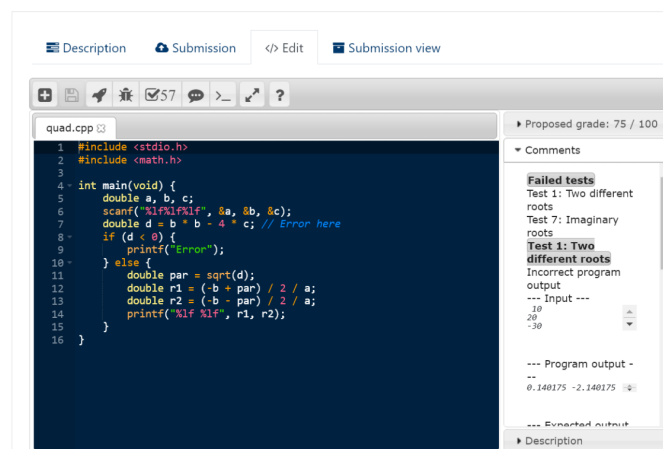 Description Submission </> Edit Submission view
57 >_ ?
quad.cpp
1 #include <stdio.h>
2 #include <math.h>
3
4 int main(void) {
5 double a, b, c;
6 scanf("%lf%lf%lf", &a, &b, &c);
7 double d = b * b - 4 * c; // Error here
8 if (d < 0) {
9 printf("Error");
10 } else {
11 double par = sqrt(d);
12 double r1 = (-b + par) / 2 / a;
13 double r2 = (-b - par) / 2 / a;
14 printf("%lf %lf", r1, r2);
15 }
16 }
Proposed grade: 75 / 100
Comments
Failed tests
Test 1: Two different
roots
Test 7: Imaginary
roots
Test 1: Two
different roots
Incorrect program
output
--- Input ---
10
20
-30
--- Program output -
--
0.140175 -2.140175
--- Expected output
Description